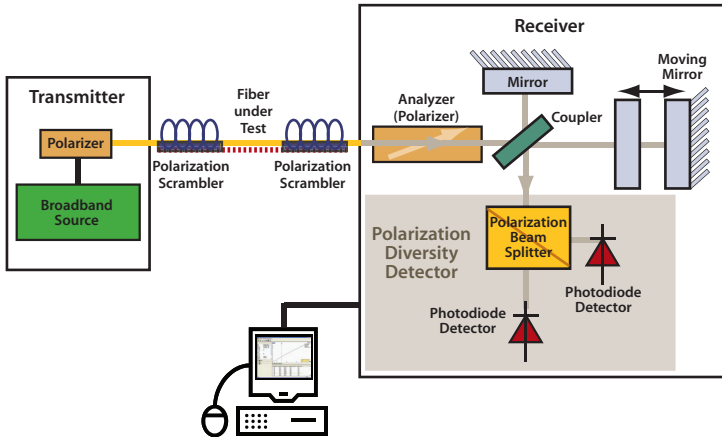 Receiver
Transmitter
Polarizer
Broadband
Source
Fiber
under
Test
Polarization
Scrambler
Polarization
Scrambler
Analyzer
(Polarizer)
Mirror
Coupler
Moving
Mirror
Polarization
Diversity
Detector
Polarization
Beam
Splitter
Photodiode
Detector
Photodiode
Detector